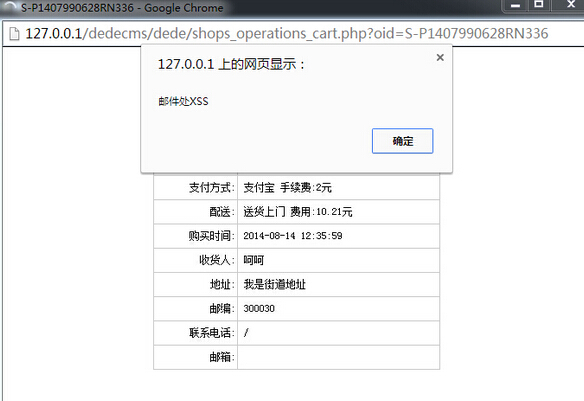 S-P1407990628RN336 - Google Chrome
127.0.0.1/dedecms/dede/shops_operations_cart.php?oid=S-P1407990628RN336
127.0.0.1 上的网页显示：
邮件处XSS
确定
支付方式: 支付宝 手续费:2元
配送: 送货上门 费用:10.21元
购买时间: 2014-08-14 12:35:59
收货人: 呵呵
地址: 我是街道地址
邮编: 300030
联系电话: /
邮箱: